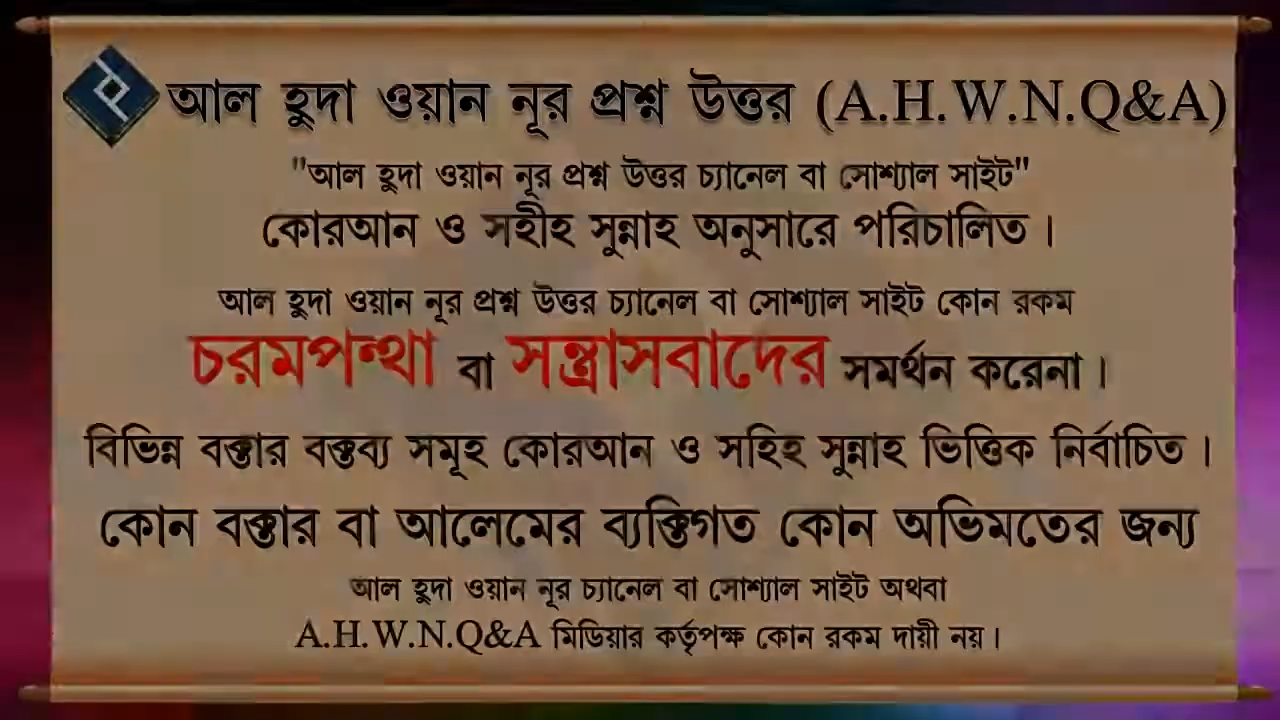 আল হুদা ওয়ান নূর প্রশ্ন উত্তর (A.H.W.N.Q&A)
"আল হুদা ওয়ান নূর প্রশ্ন উত্তর চ্যানেল বা সোশ্যাল সাইট"
কোরআন ও সহীহ সুন্নাহ অনুসারে পরিচালিত ।
আল হুদা ওয়ান নূর প্রশ্ন উত্তর চ্যানেল বা সোশ্যাল সাইট কোন রকম
চরমপন্থা বা সন্ত্রাসবাদের সমর্থন করেনা ।
বিভিন্ন বক্তার বক্তব্য সমূহ কোরআন ও সহিহ সুন্নাহ ভিত্তিক নির্বাচিত ।
কোন বক্তার বা আলেমের ব্যক্তিগত কোন অভিমতের জন্য
আল হুদা ওয়ান নূর চ্যানেল বা সোশ্যাল সাইট অথবা
A.H.W.N.Q&A মিডিয়ার কর্তৃপক্ষ কোন রকম দায়ী নয় ।